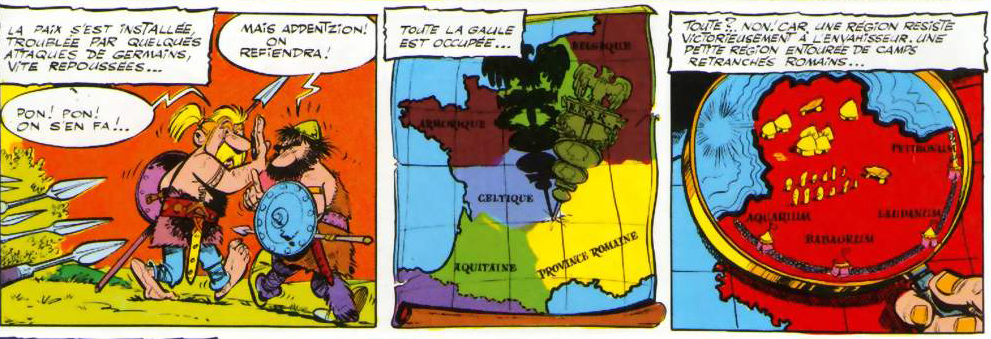 LA PAIX S'EST INSTALLÉE,
TROUBLÉE PAR QUELQUES
ATTAQUES DE GERMAINS,
VITE REPOUSSÉES...
MAIS ADDENTZION!
ON
REFIENDRA!
PON! PON!
ON S'EN FA!..
TOUTE LA GAULE
EST OCCUPÉE...
BELGIQUE
ARMORIQUE
CELTIQUE
AQUITAINE
PROVINCE ROMAINE
TOUTE?.. NON! CAR UNE RÉGION RESISTE
VICTORIEUSEMENT À L'ENVAHISSEUR. UNE
PETITE RÉGION ENTOURÉE DE CAMPS
RETRANCHÉS ROMAINS...
PETIBONUM
AQUARIUM
LAUDANUM
BABAORUM